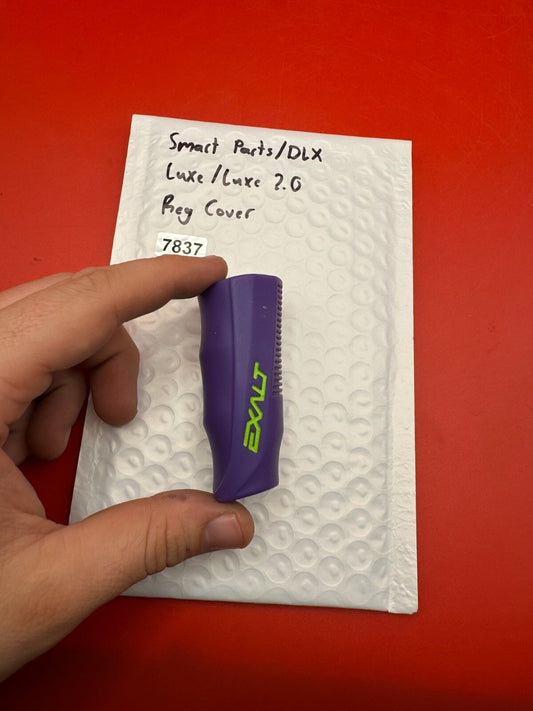 Smart Parts/DLX
Luxe/Luxe 2.0
Reg Cover
7837
EXALT